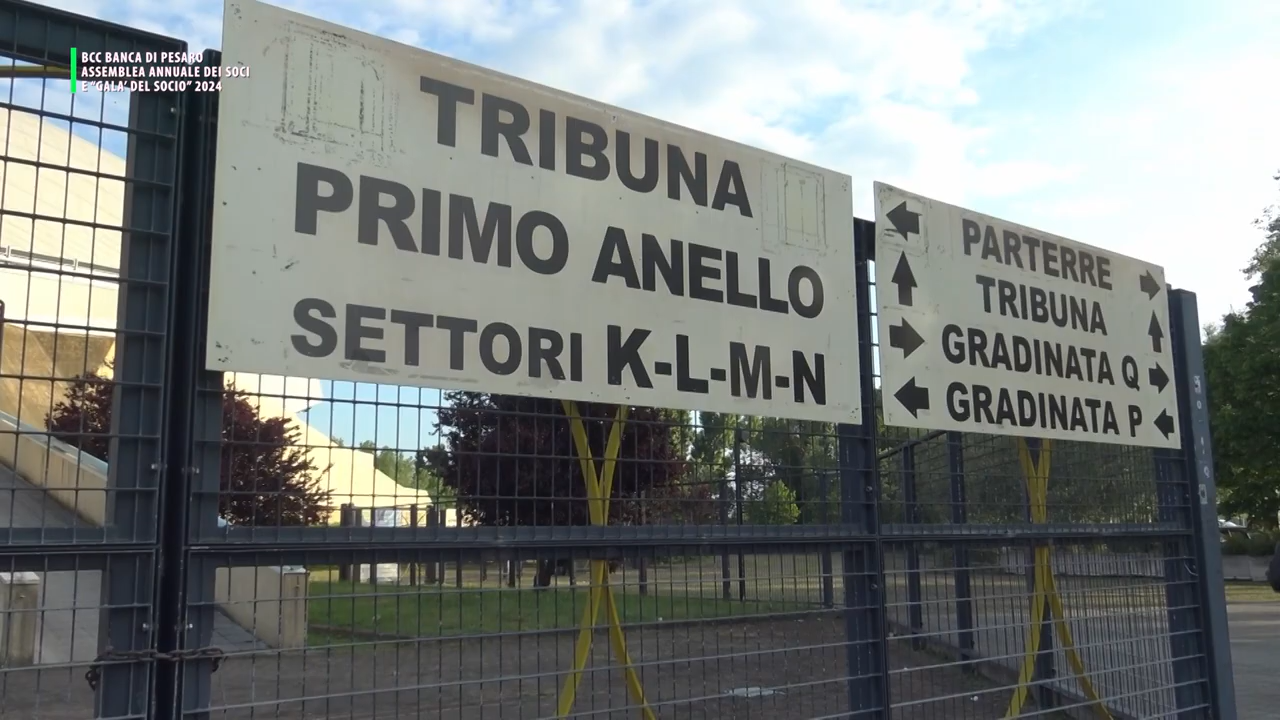 BCC BANCA DI PESARO
ASSEMBLEA ANNUALE DEI SOCI
E "GALA' DEL SOCIO" 2024
TRIBUNA
PRIMO ANELLO
SETTORI K-L-M-N
PARTERRE
TRIBUNA
GRADINATA Q
GRADINATA P